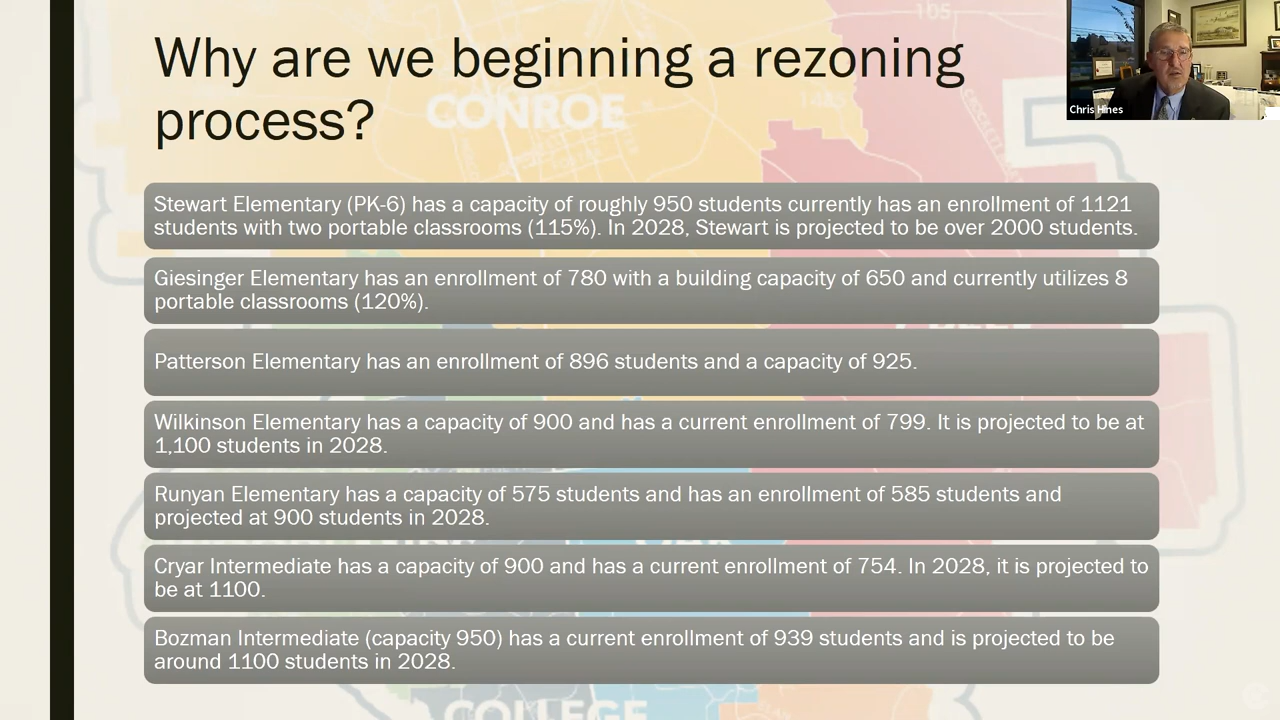 Why are we beginning a rezoning
process?
CONROE
105
1485
Chris Hines
Stewart Elementary (PK-6) has a capacity of roughly 950 students currently has an enrollment of 1121
students with two portable classrooms (115%). In 2028, Stewart is projected to be over 2000 students.
Giesinger Elementary has an enrollment of 780 with a building capacity of 650 and currently utilizes 8
portable classrooms (120%).
Patterson Elementary has an enrollment of 896 students and a capacity of 925.
Wilkinson Elementary has a capacity of 900 and has a current enrollment of 799. It is projected to be at
1,100 students in 2028.
Runyan Elementary has a capacity of 575 students and has an enrollment of 585 students and
projected at 900 students in 2028.
Cryar Intermediate has a capacity of 900 and has a current enrollment of 754. In 2028, it is projected to
be at 1100.
Bozman Intermediate (capacity 950) has a current enrollment of 939 students and is projected to be
around 1100 students in 2028.
COLLEGE